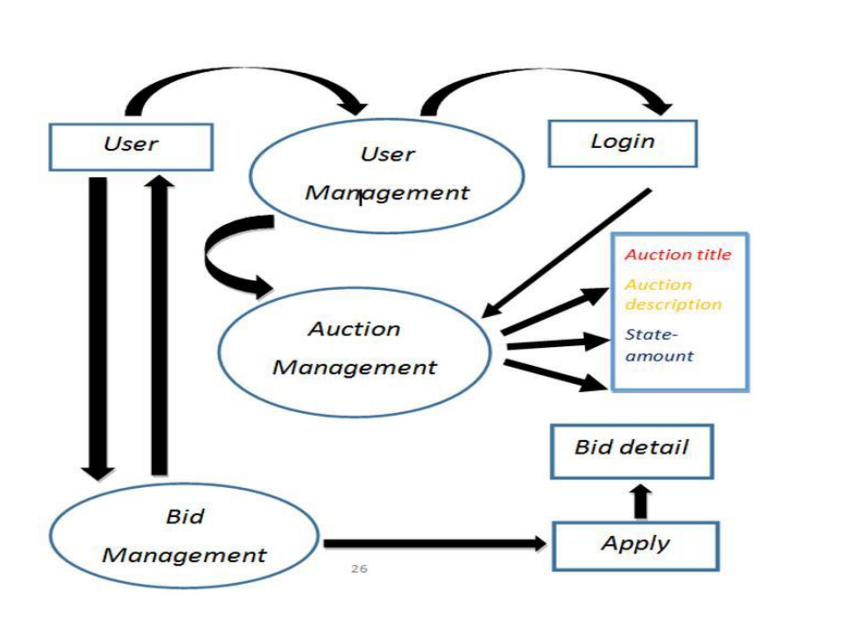 User
User
Management
Login
Auction title
Auction
description
State-
amount
Auction
Management
Bid detail
Bid
Management
Apply
26